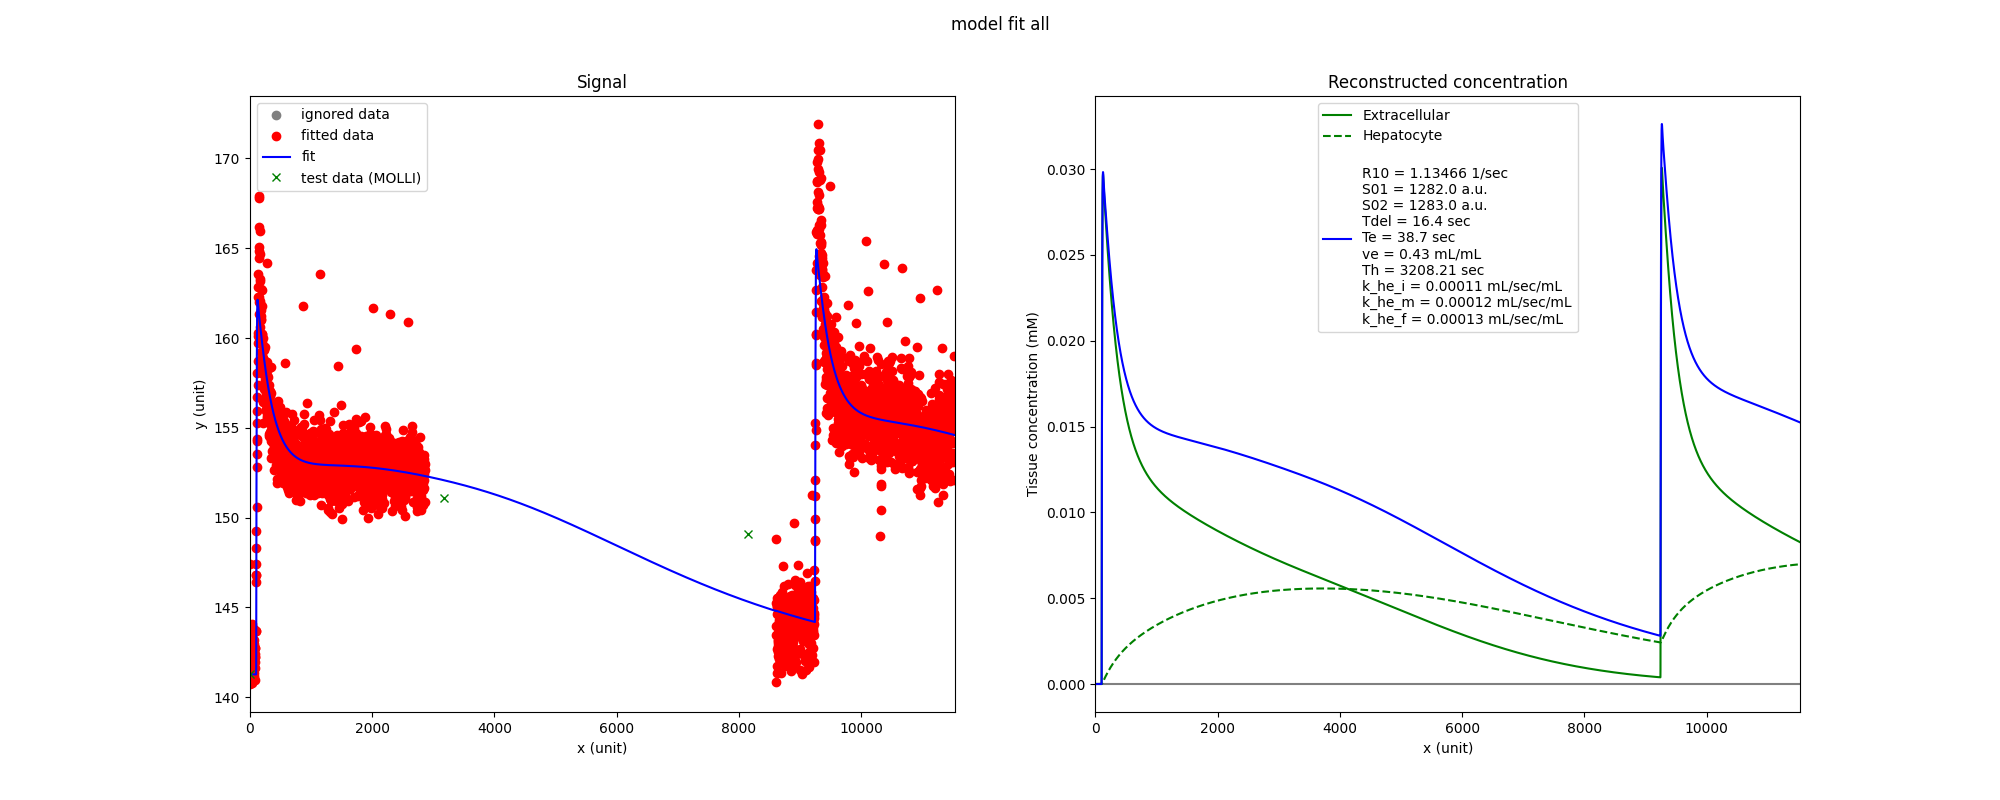 model fit all
Signal
ignored data
fitted data
fit
test data (MOLLI)
170
165
160
155
150
145
140
y (unit)
0
2000
4000
6000
8000
10000
x (unit)
Reconstructed concentration
Extracellular
Hepatocyte
R10 = 1.13466 1/sec
S01 = 1282.0 a.u.
S02 = 1283.0 a.u.
Tdel = 16.4 sec
Te = 38.7 sec
ve = 0.43 mL/mL
Th = 3208.21 sec
k_he_i = 0.00011 mL/sec/mL
k_he_m = 0.00012 mL/sec/mL
k_he_f = 0.00013 mL/sec/mL
0.030
0.025
0.020
0.015
0.010
0.005
0.000
Tissue concentration (mM)
0
2000
4000
6000
8000
10000
x (unit)